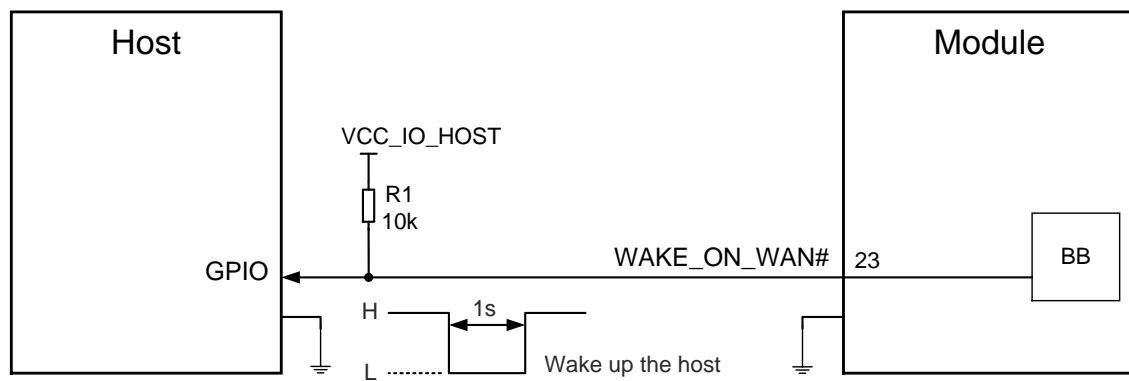 Host
Module
VCC_IO_HOST
R1
10k
GPIO
WAKE_ON_WAN#
23
BB
H
1s
L
Wake up the host